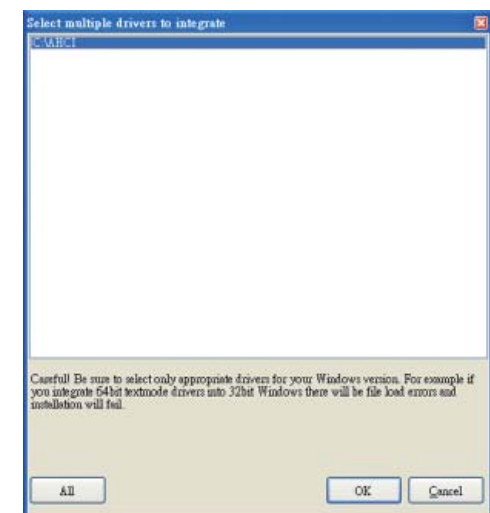 Select multiple drivers to integrate
C:\AHCI
Careful! Be sure to select only appropriate drivers for your Windows version. For example if
you integrate 64bit textmode drivers into 32bit Windows there will be file load errors and
installation will fail.
All
OK
Cancel